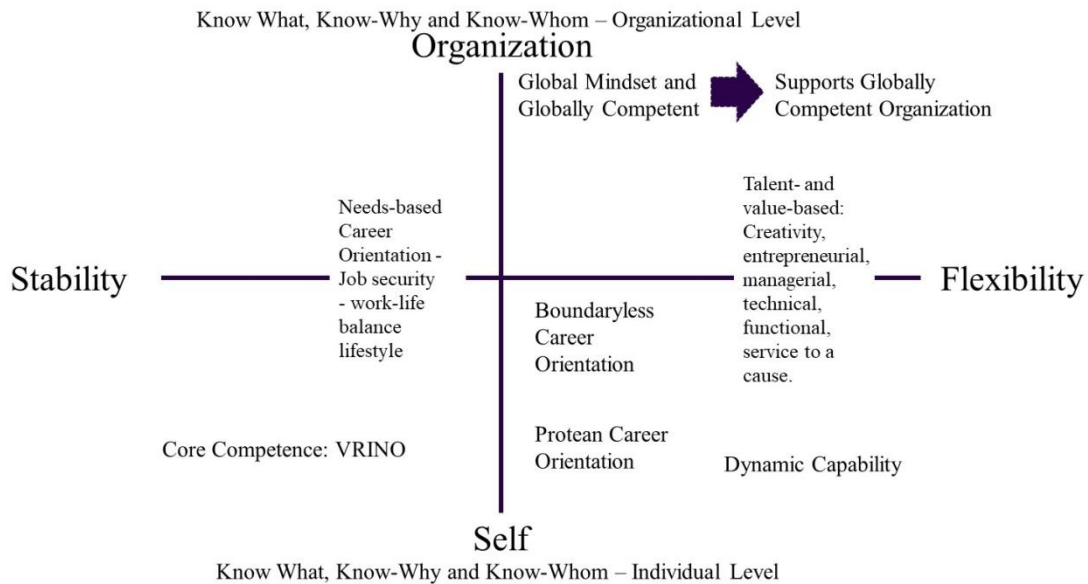 Know What, Know-Why and Know-Whom – Organizational Level
Organization
Global Mindset and
Globally Competent
Supports Globally
Competent Organization
Needs-based
Career
Orientation -
Job security
- work-life
balance
lifestyle
Talent- and
value-based:
Creativity,
entrepreneurial,
managerial,
technical,
functional,
service to a
cause.
Stability
Flexibility
Boundaryless
Career
Orientation
Core Competence: VRINO
Protean Career
Orientation
Dynamic Capability
Self
Know What, Know-Why and Know-Whom – Individual Level